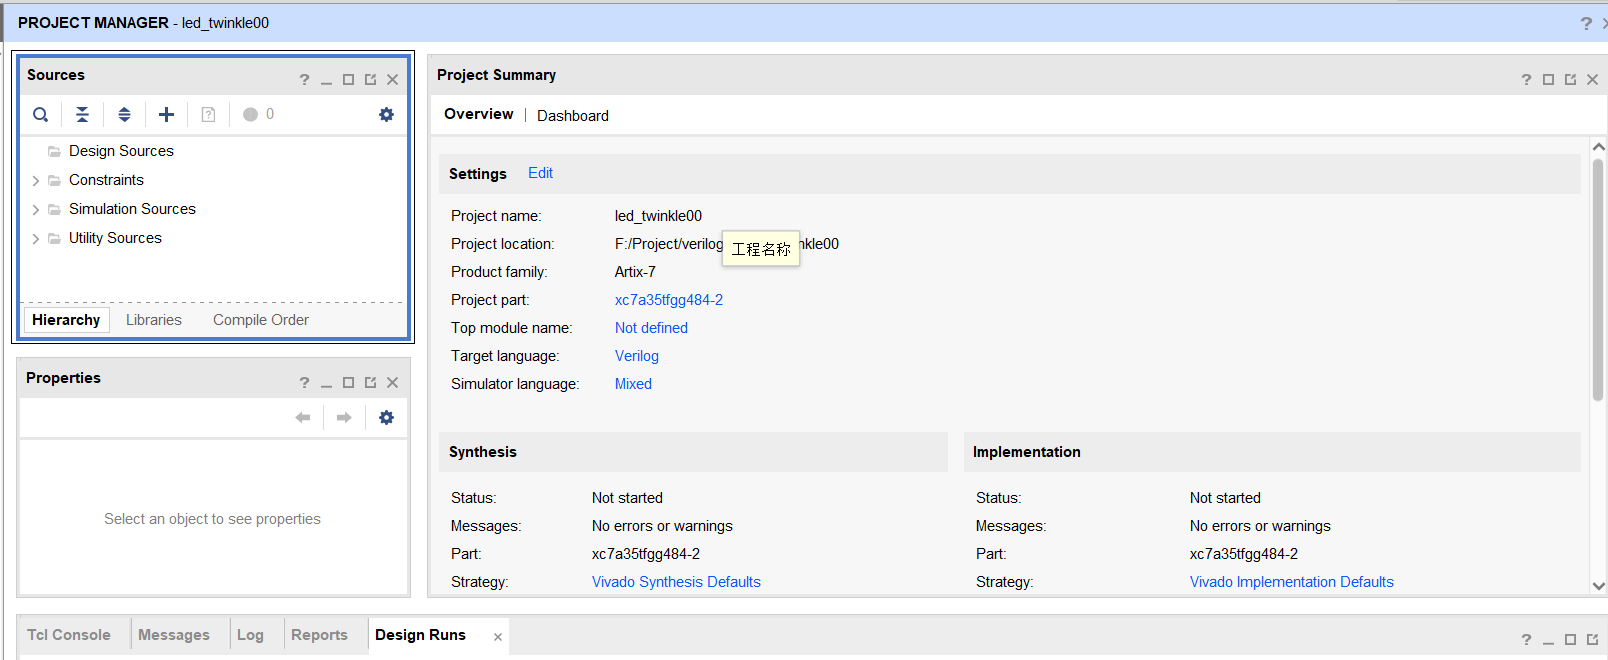 PROJECT MANAGER - led_twinkle00
?
Sources
?
0
Design Sources
Constraints
Simulation Sources
Utility Sources
Hierarchy
Libraries
Compile Order
Properties
?
Select an object to see properties
Project Summary
?
Overview | Dashboard
Settings Edit
Project name: led_twinkle00
Project location: F:/Project/verilog nkle00
工程名称
Product family: Artix-7
Project part: xc7a35tfgg484-2
Top module name: Not defined
Target language: Verilog
Simulator language: Mixed
Synthesis
Status: Not started
Messages: No errors or warnings
Part: xc7a35tfgg484-2
Strategy: Vivado Synthesis Defaults
Implementation
Status: Not started
Messages: No errors or warnings
Part: xc7a35tfgg484-2
Strategy: Vivado Implementation Defaults
Tcl Console Messages Log Reports Design Runs
?